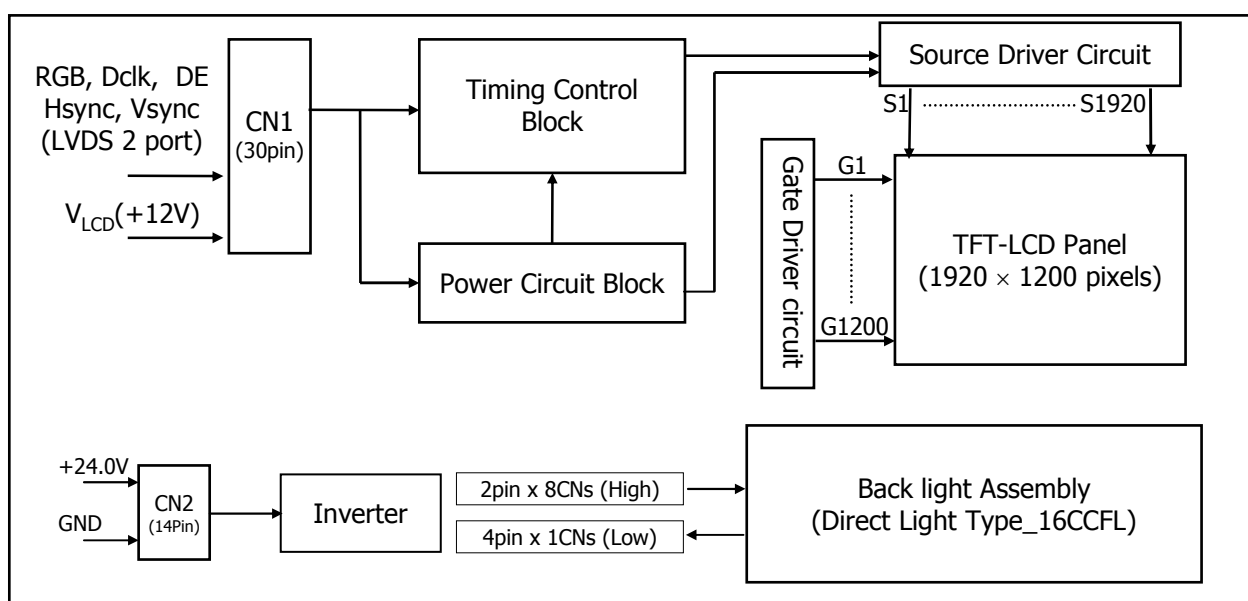 RGB, Dclk, DE
Hsync, Vsync
(LVDS 2 port)
VLCD(+12V)
CN1
(30pin)
Timing Control
Block
Power Circuit Block
Source Driver Circuit
S1 S1920
Gate Driver circuit
G1
G1200
TFT-LCD Panel
(1920 × 1200 pixels)
+24.0V
GND
CN2
(14Pin)
Inverter
2pin x 8CNs (High)
4pin x 1CNs (Low)
Back light Assembly
(Direct Light Type_16CCFL)